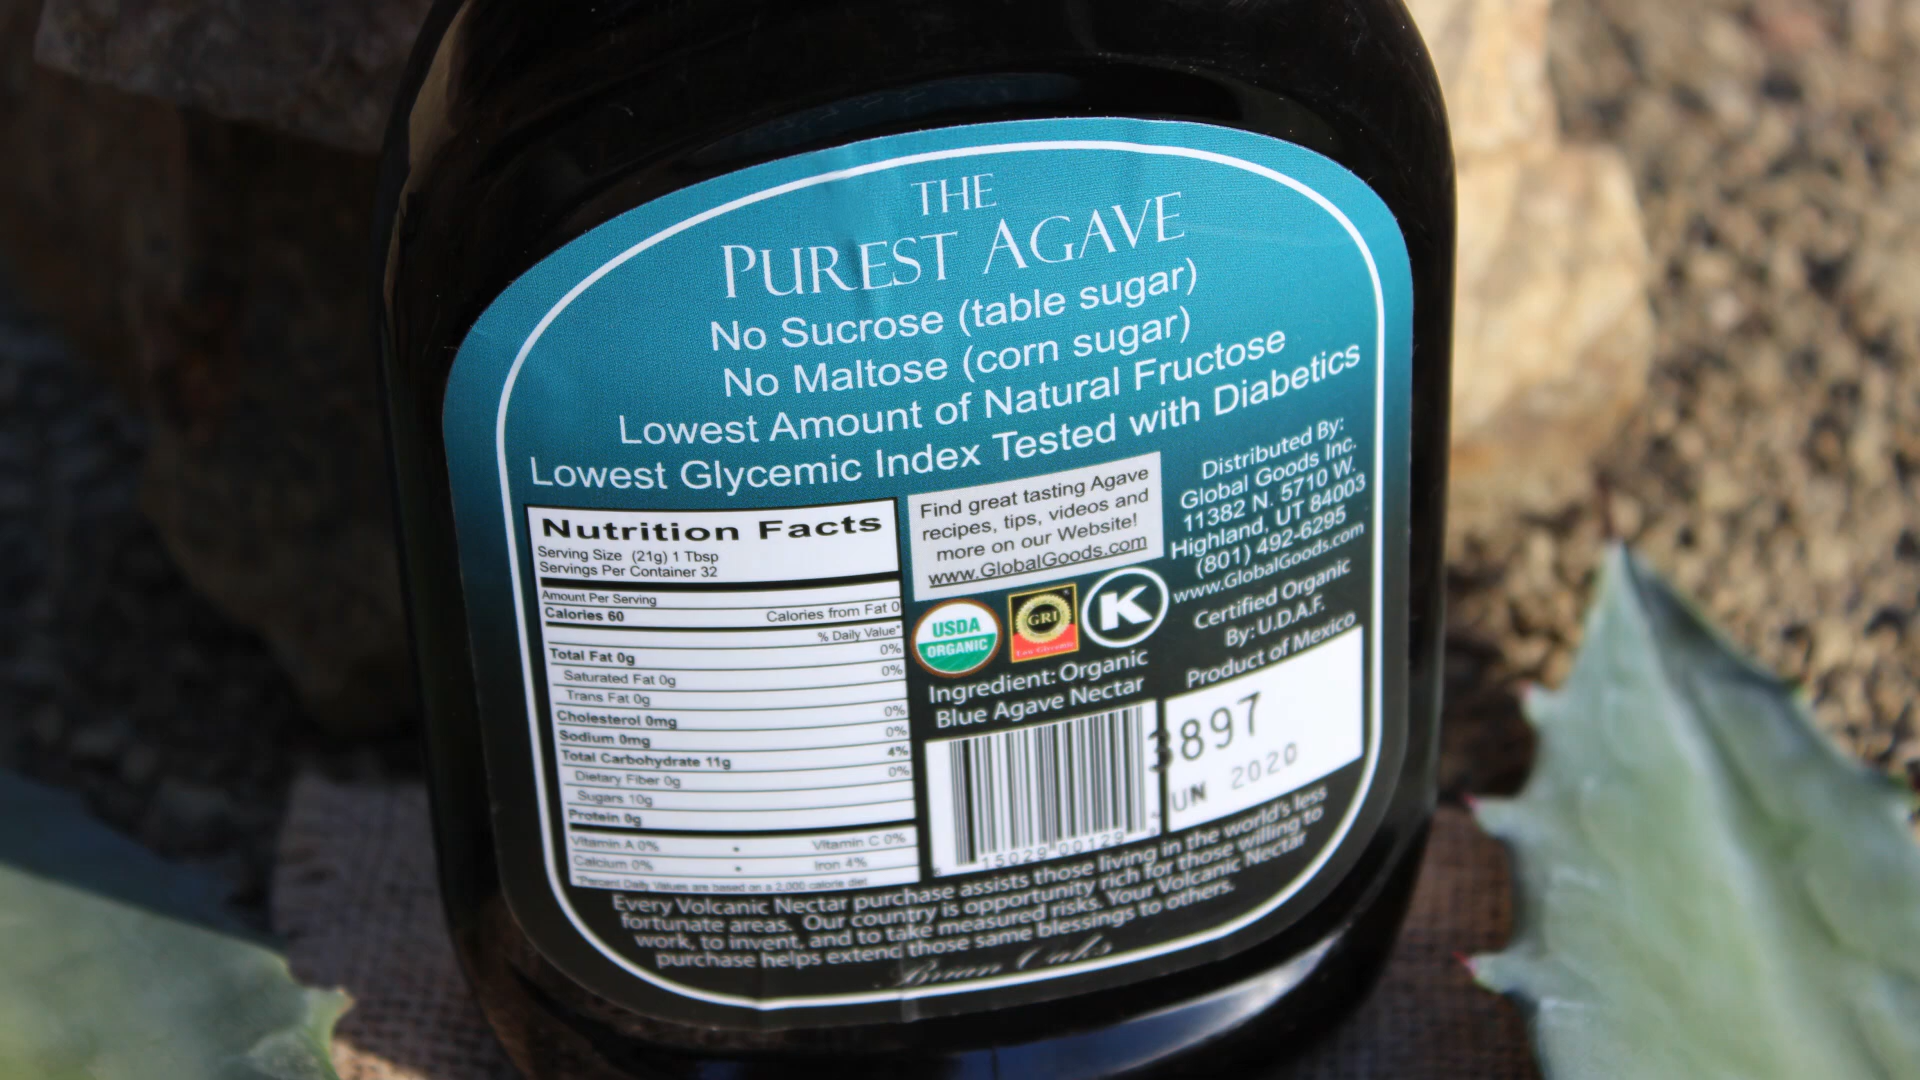 THE
PUREST AGAVE
No Sucrose (table sugar)
No Maltose (corn sugar)
Lowest Amount of Natural Fructose
Lowest Glycemic Index Tested with Diabetics
Nutrition Facts
Serving Size (21g) 1 Tbsp
Servings Per Container 32
Amount Per Serving
Calories 60 Calories from Fat 0
% Daily Value*
Total Fat 0g 0%
Saturated Fat 0g 0%
Trans Fat 0g
Cholesterol 0mg 0%
Sodium 0mg 0%
Total Carbohydrate 11g 4%
Dietary Fiber 0g 0%
Sugars 10g
Protein 0g
Vitamin A 0% • Vitamin C 0%
Calcium 0% • Iron 4%
*Percent Daily Values are based on a 2,000 calorie diet
Find great tasting Agave
recipes, tips, videos and
more on our Website!
www.GlobalGoods.com
USDA
ORGANIC
GRI
Low Glycemic
K
Ingredient: Organic
Blue Agave Nectar
15029 00129
Distributed By:
Global Goods Inc.
11382 N. 5710 W.
Highland, UT 84003
(801) 492-6295
www.GlobalGoods.com
Certified Organic
By: U.D.A.F.
Product of Mexico
3897
UN 2020
Every Volcanic Nectar purchase assists those living in the world's less
fortunate areas. Our country is opportunity rich for those willing to
work, to invent, and to take measured risks. Your Volcanic Nectar
purchase helps extend those same blessings to others.
Brian Oaks